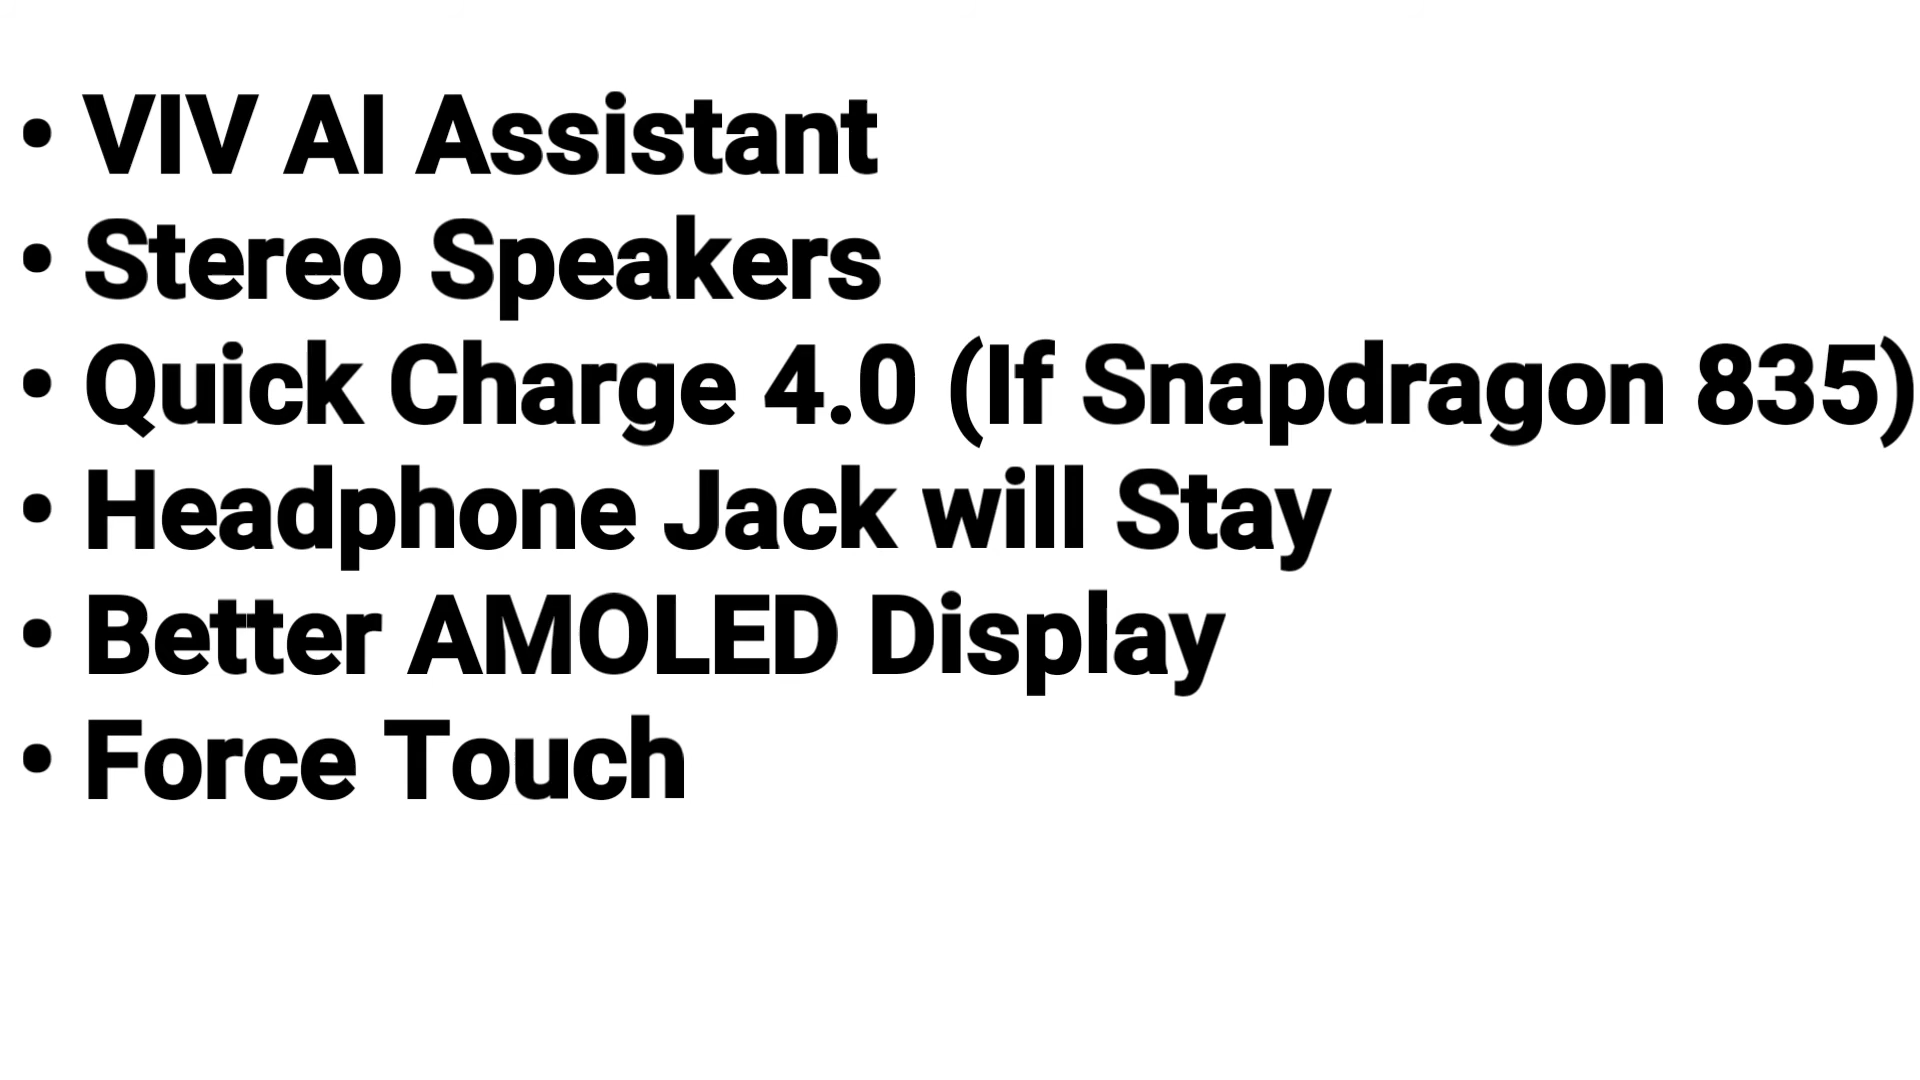 • VIV AI Assistant
• Stereo Speakers
• Quick Charge 4.0 (If Snapdragon 835)
• Headphone Jack will Stay
• Better AMOLED Display
• Force Touch